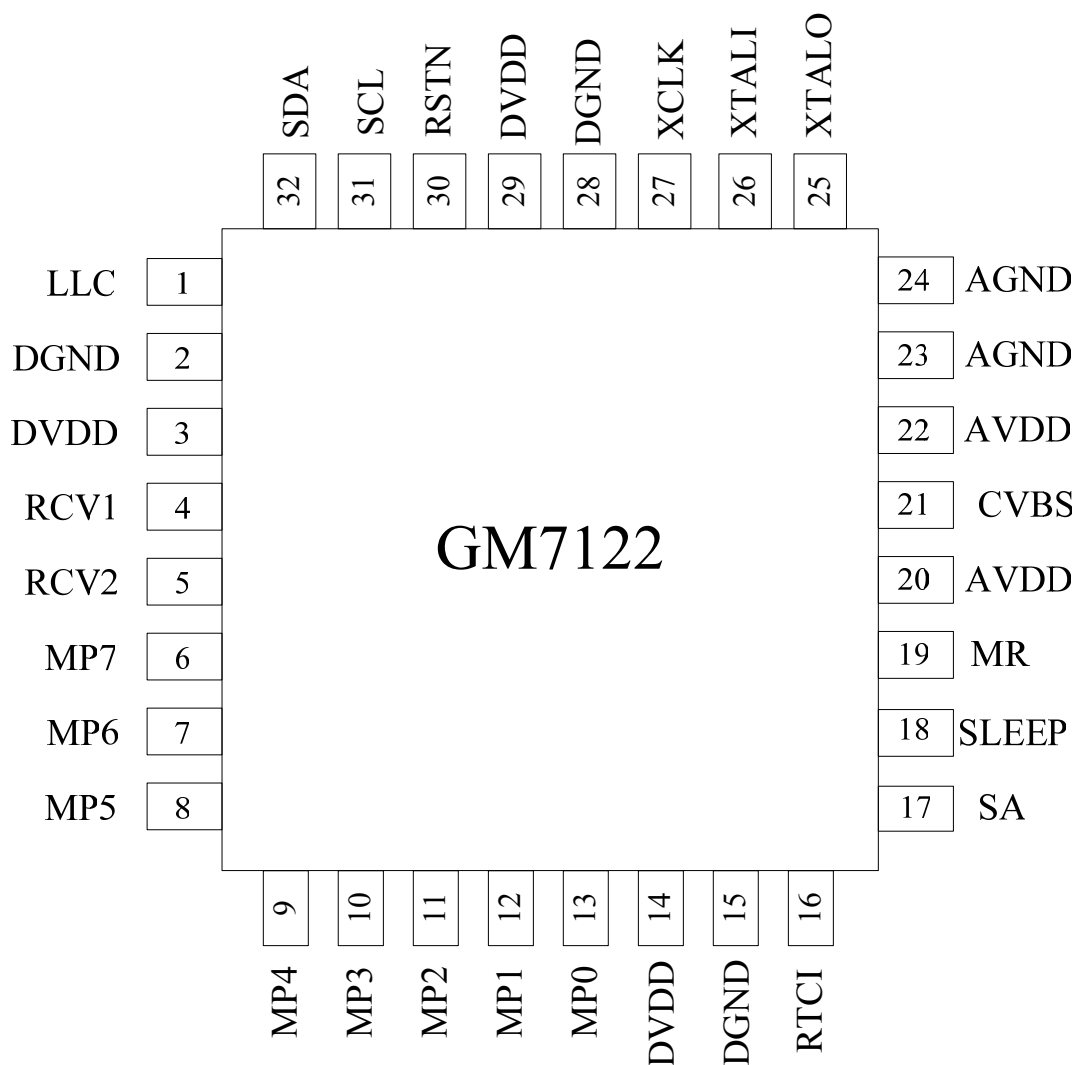 SDA SCL RSTN DVDD DGND XCLK XTALI XTALO
32 31 30 29 28 27 26 25
LLC 1 24 AGND
DGND 2 23 AGND
DVDD 3 22 AVDD
RCV1 4 21 CVBS
GM7122
RCV2 5 20 AVDD
MP7 6 19 MR
MP6 7 18 SLEEP
MP5 8 17 SA
9 10 11 12 13 14 15 16
MP4 MP3 MP2 MP1 MP0 DVDD DGND RTCI